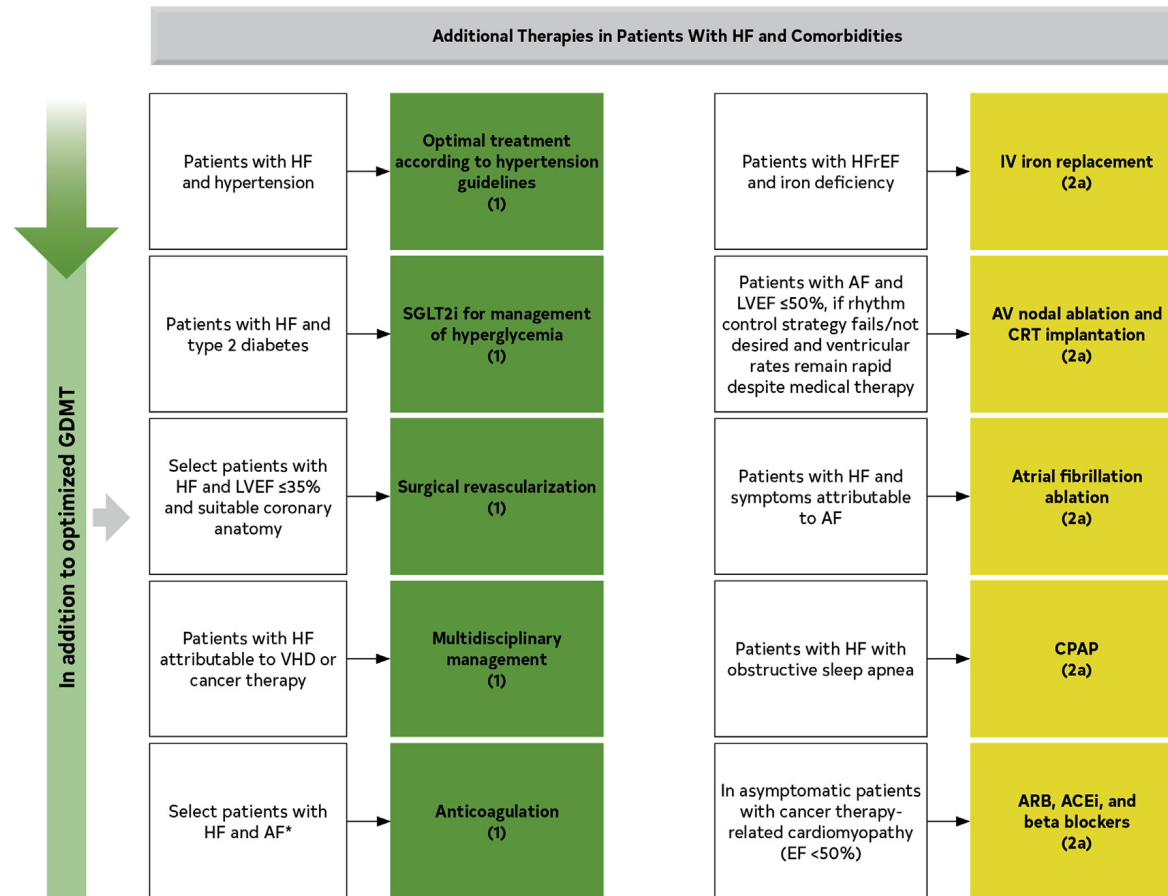 Additional Therapies in Patients With HF and Comorbidities
In addition to optimized GDMT
Patients with HF
and hypertension
Optimal treatment
according to hypertension
guidelines
(1)
Patients with HF and
type 2 diabetes
SGLT2i for management
of hyperglycemia
(1)
Select patients with
HF and LVEF ≤35%
and suitable coronary
anatomy
Surgical revascularization
(1)
Patients with HF
attributable to VHD or
cancer therapy
Multidisciplinary
management
(1)
Select patients with
HF and AF*
Anticoagulation
(1)
Patients with HFrEF
and iron deficiency
IV iron replacement
(2a)
Patients with AF and
LVEF ≤50%, if rhythm
control strategy fails/not
desired and ventricular
rates remain rapid
despite medical therapy
AV nodal ablation and
CRT implantation
(2a)
Patients with HF and
symptoms attributable
to AF
Atrial fibrillation
ablation
(2a)
Patients with HF with
obstructive sleep apnea
CPAP
(2a)
In asymptomatic patients
with cancer therapy-
related cardiomyopathy
(EF <50%)
ARB, ACEi, and
beta blockers
(2a)